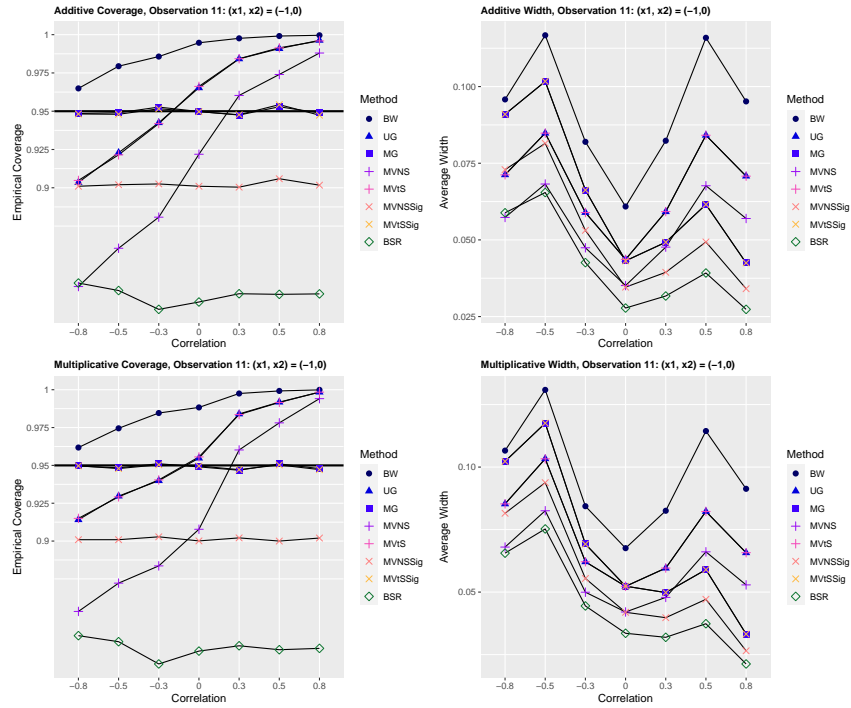 Additive Coverage, Observation 11: (x1, x2) = (−1,0)
1
0.975
0.95
0.925
0.9
Empirical Coverage
−0.8 −0.5 −0.3 0 0.3 0.5 0.8
Correlation
Method
BW
UG
MG
MVNS
MVtS
MVNSSig
MVtSSig
BSR
Additive Width, Observation 11: (x1, x2) = (−1,0)
0.100
0.075
0.050
0.025
Average Width
−0.8 −0.5 −0.3 0 0.3 0.5 0.8
Correlation
Method
BW
UG
MG
MVNS
MVtS
MVNSSig
MVtSSig
BSR
Multiplicative Coverage, Observation 11: (x1, x2) = (−1,0)
1
0.975
0.95
0.925
0.9
Empirical Coverage
−0.8 −0.5 −0.3 0 0.3 0.5 0.8
Correlation
Method
BW
UG
MG
MVNS
MVtS
MVNSSig
MVtSSig
BSR
Multiplicative Width, Observation 11: (x1, x2) = (−1,0)
0.10
0.05
Average Width
−0.8 −0.5 −0.3 0 0.3 0.5 0.8
Correlation
Method
BW
UG
MG
MVNS
MVtS
MVNSSig
MVtSSig
BSR